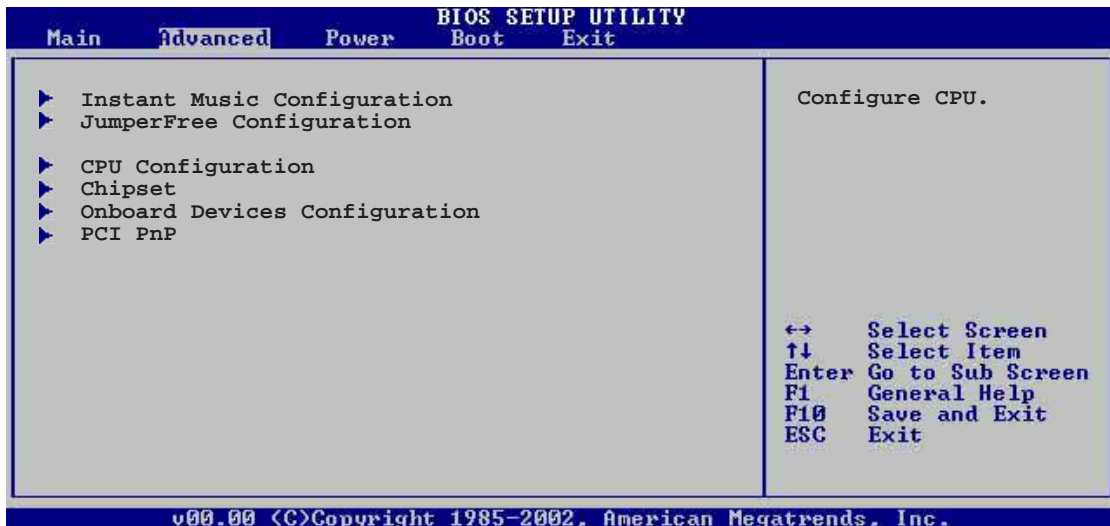 BIOS SETUP UTILITY
Main Advanced Power Boot Exit
Instant Music Configuration
JumperFree Configuration
CPU Configuration
Chipset
Onboard Devices Configuration
PCI PnP
Configure CPU.
←→ Select Screen
↑↓ Select Item
Enter Go to Sub Screen
F1 General Help
F10 Save and Exit
ESC Exit
v00.00 (C)Copyright 1985-2002, American Megatrends, Inc.